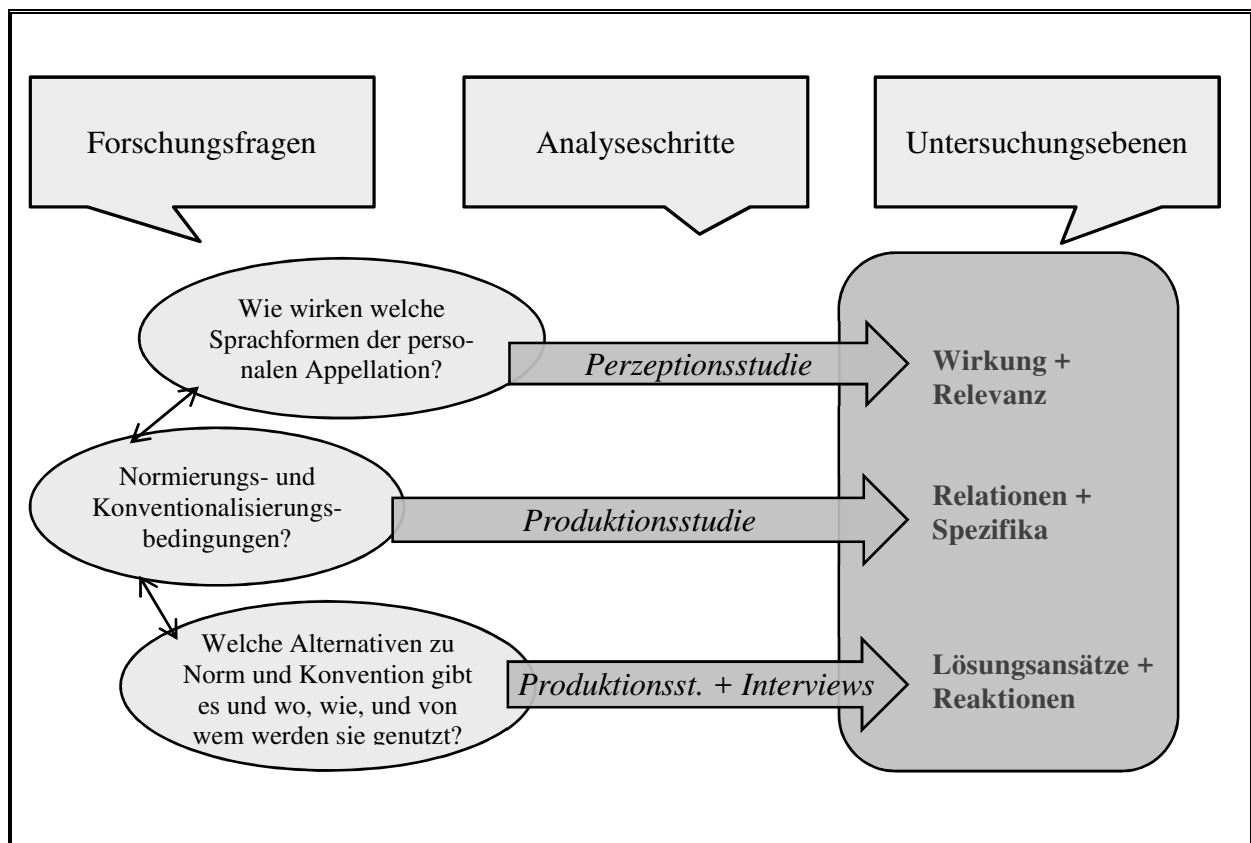 Forschungsfragen
Analyseschritte
Untersuchungsebenen
Wie wirken welche
Sprachformen der perso-
nalen Appellation?
Perzeptionsstudie
Wirkung +
Relevanz
Normierungs- und
Konventionalisierungs-
bedingungen?
Produktionsstudie
Relationen +
Spezifika
Welche Alternativen zu
Norm und Konvention gibt
es und wo, wie, und von
wem werden sie genutzt?
Produktionsst. + Interviews
Lösungsansätze +
Reaktionen